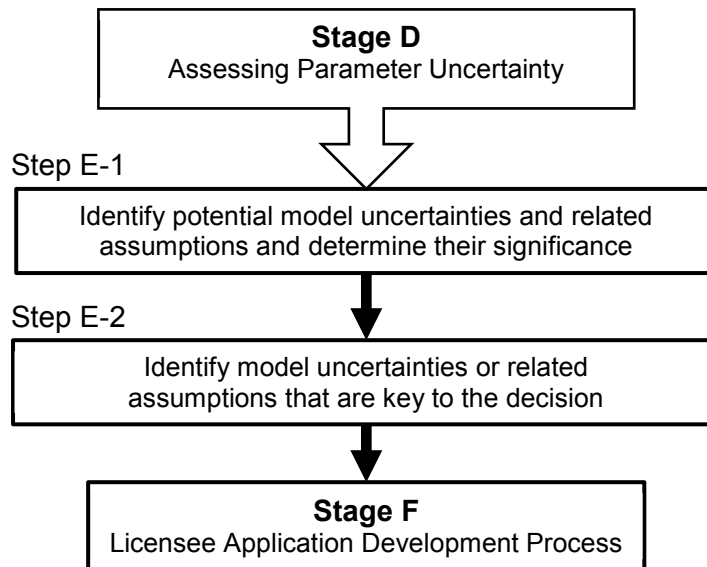 Stage D
Assessing Parameter Uncertainty
Step E-1
Identify potential model uncertainties and related
assumptions and determine their significance
Step E-2
Identify model uncertainties or related
assumptions that are key to the decision
Stage F
Licensee Application Development Process